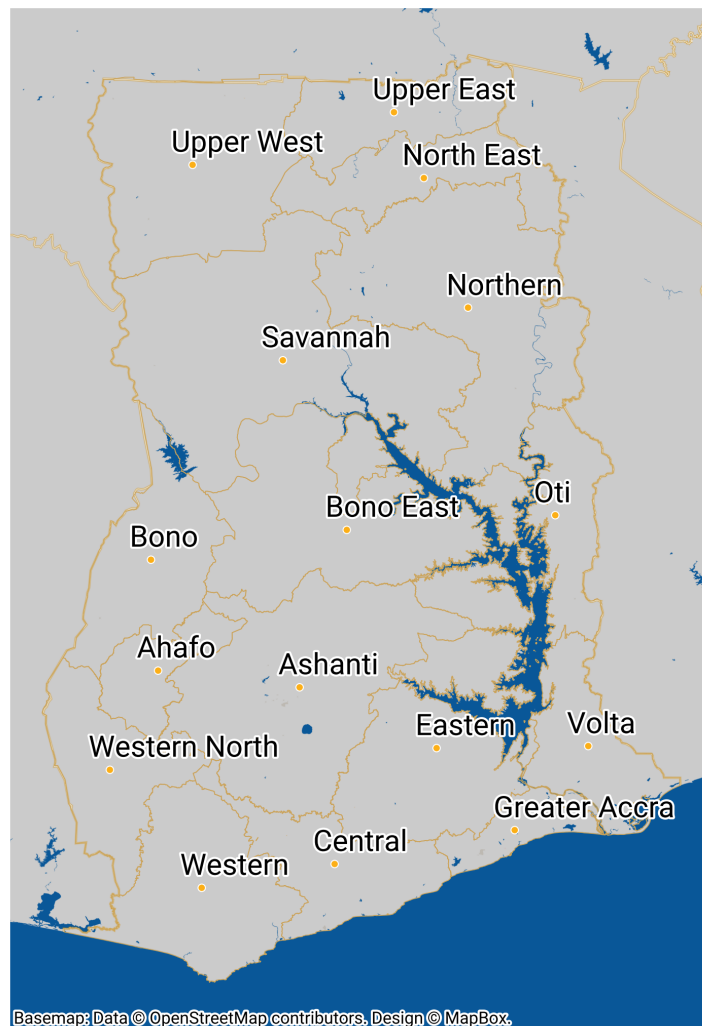 Upper East
Upper West
North East
Northern
Savannah
Oti
Bono East
Bono
Ahafo
Ashanti
Eastern
Volta
Western North
Greater Accra
Central
Western
Basemap: Data © OpenStreetMap contributors. Design © MapBox.